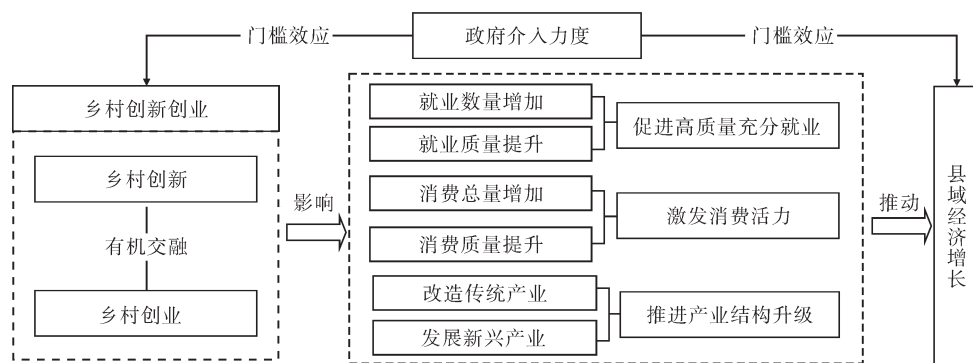 门槛效应
政府介入力度
门槛效应
乡村创新创业
乡村创新
有机交融
乡村创业
影响
就业数量增加
就业质量提升
促进高质量充分就业
消费总量增加
消费质量提升
激发消费活力
改造传统产业
发展新兴产业
推进产业结构升级
推动
县域经济增长